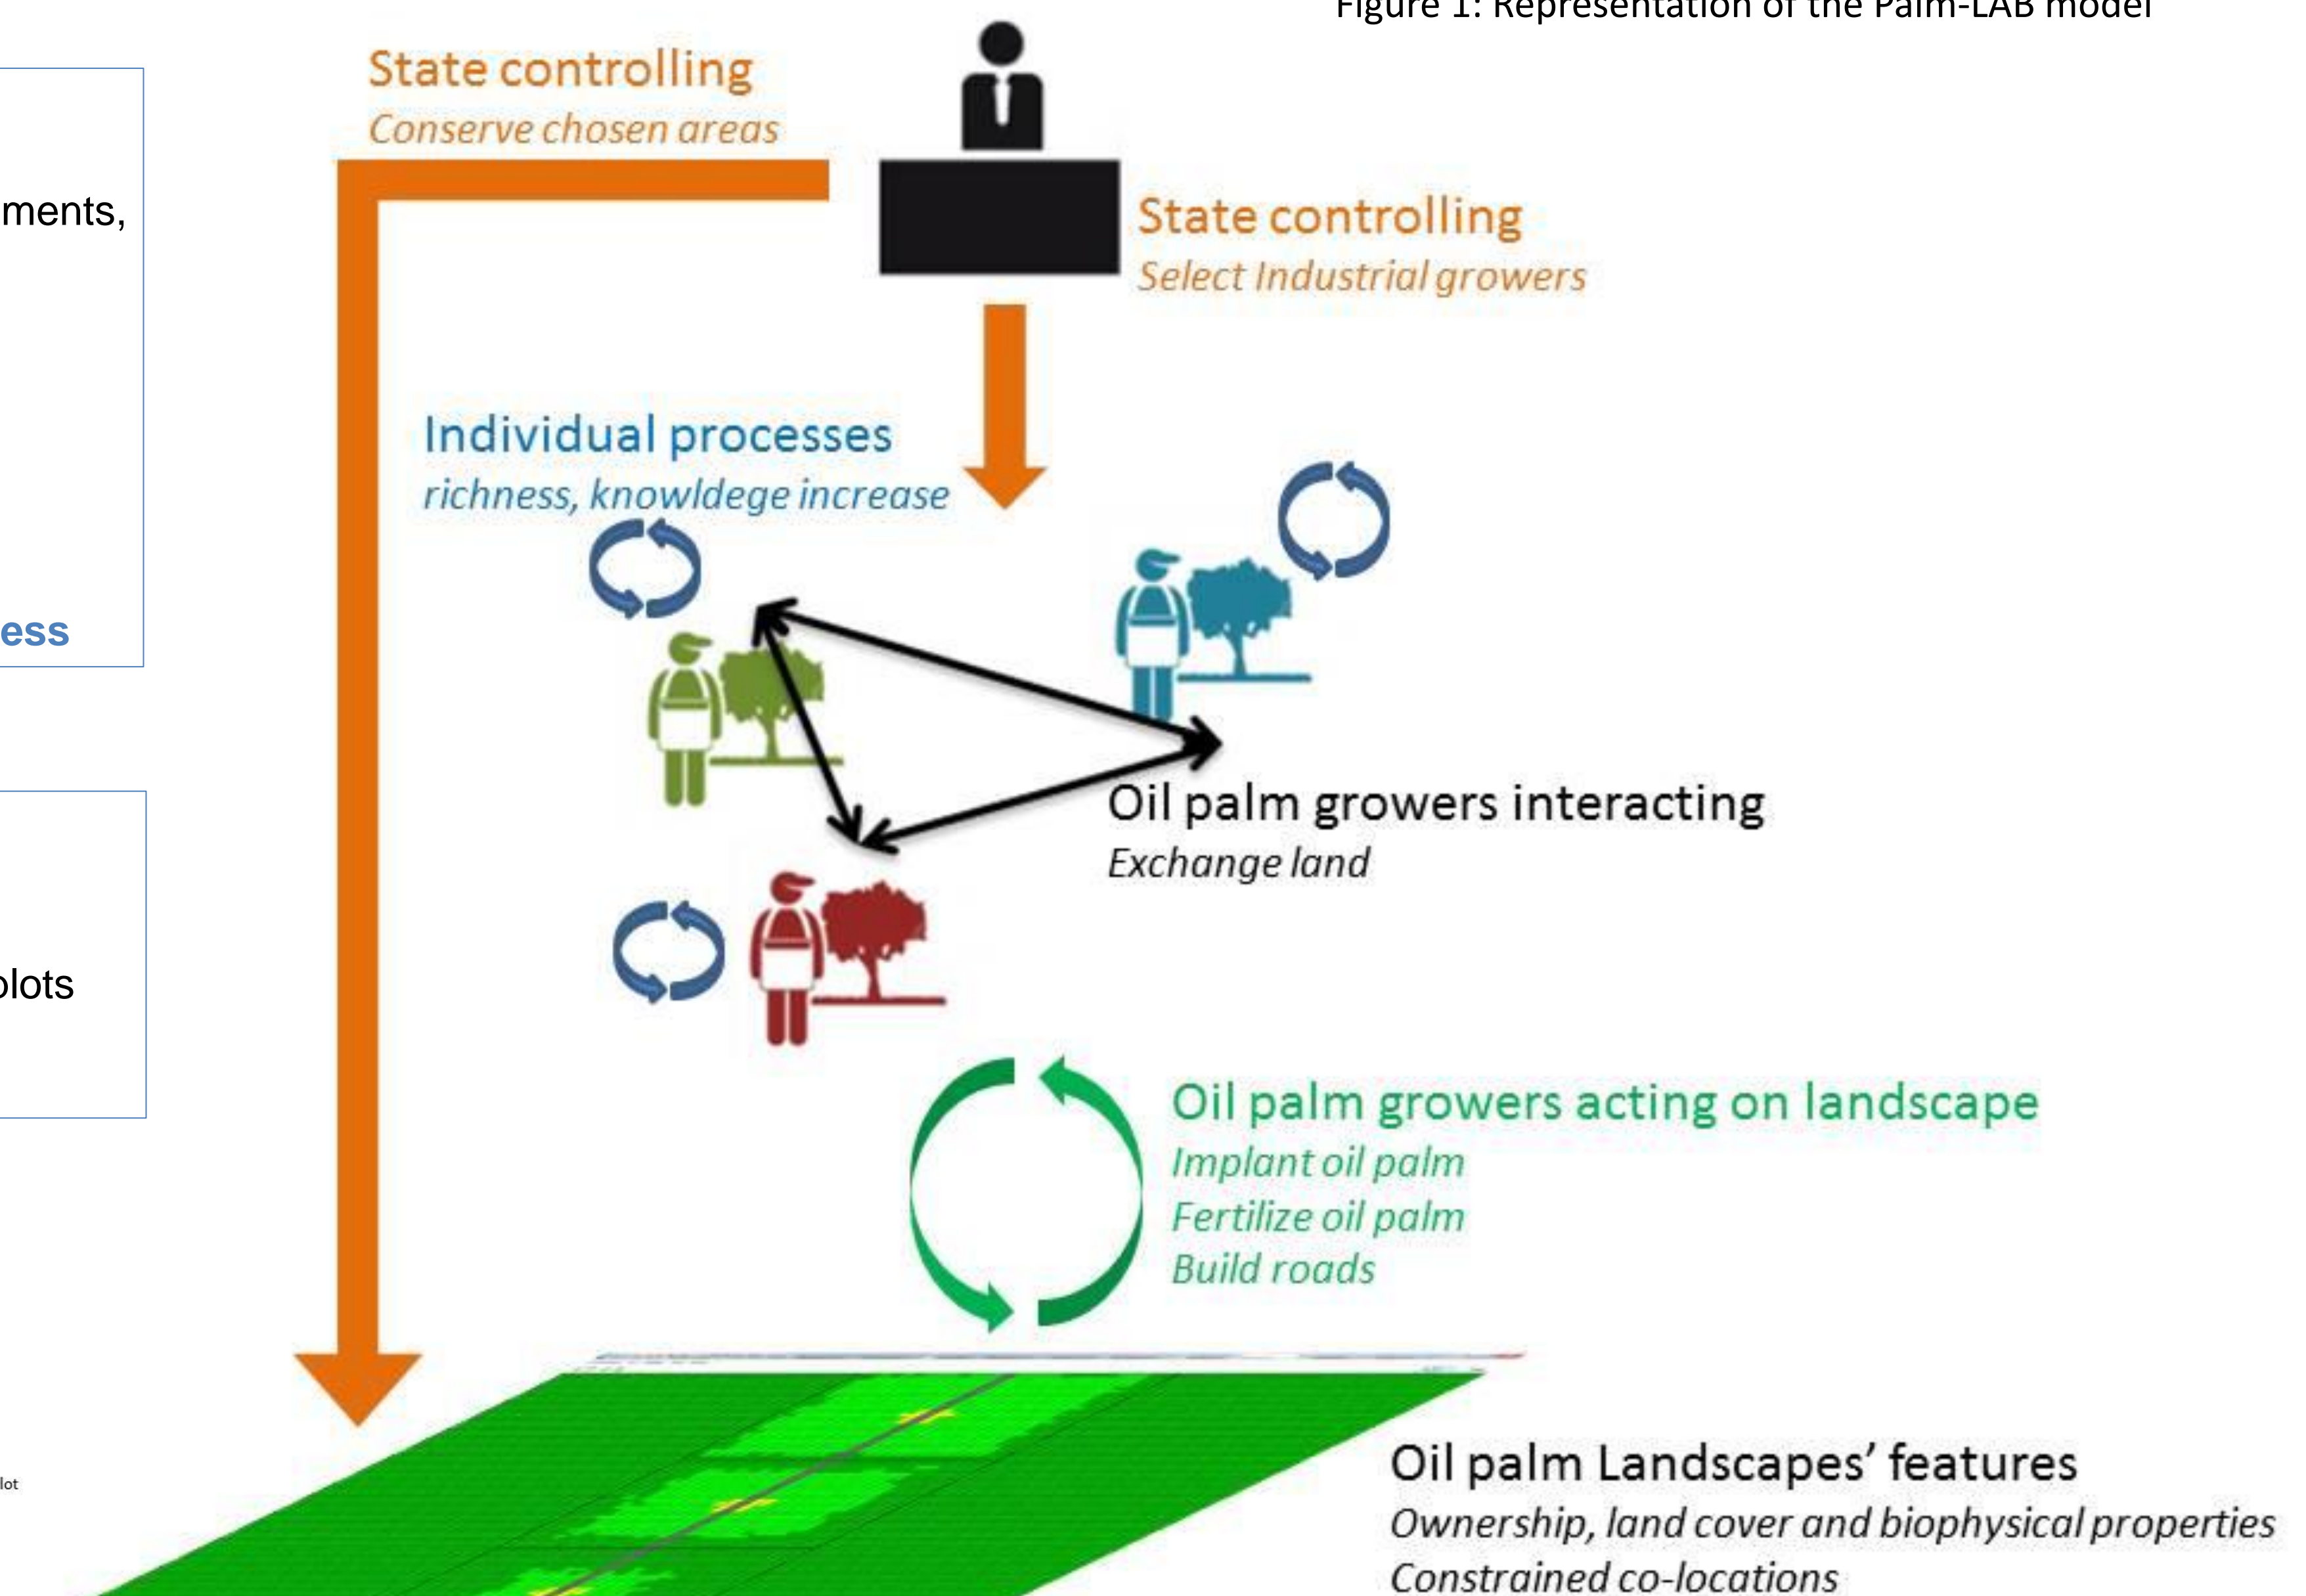 Figure 1: Representation of the Palm-LAB model
State controlling
Conserve chosen areas
ments,
State controlling
Select Industrial growers
Individual processes
richness, knowldege increase
ess
Oil palm growers interacting
Exchange land
plots
Oil palm growers acting on landscape
Implant oil palm
Fertilize oil palm
Build roads
Oil palm Landscapes’ features
lot
Ownership, land cover and biophysical properties
Constrained co-locations